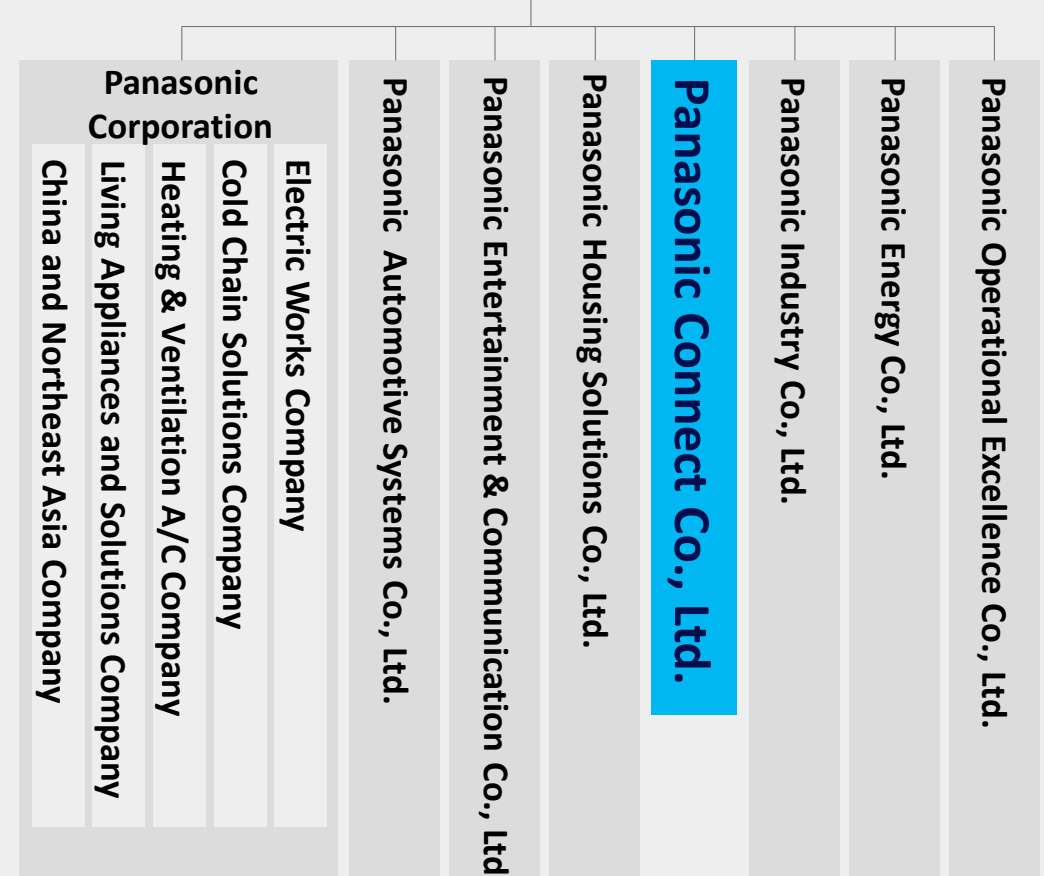 Panasonic
Corporation
China and Northeast Asia Company
Living Appliances and Solutions Company
Heating & Ventilation A/C Company
Cold Chain Solutions Company
Electric Works Company
Panasonic Automotive Systems Co., Ltd.
Panasonic Entertainment & Communication Co., Ltd
Panasonic Housing Solutions Co., Ltd.
Panasonic Connect Co., Ltd.
Panasonic Industry Co., Ltd.
Panasonic Energy Co., Ltd.
Panasonic Operational Excellence Co., Ltd.